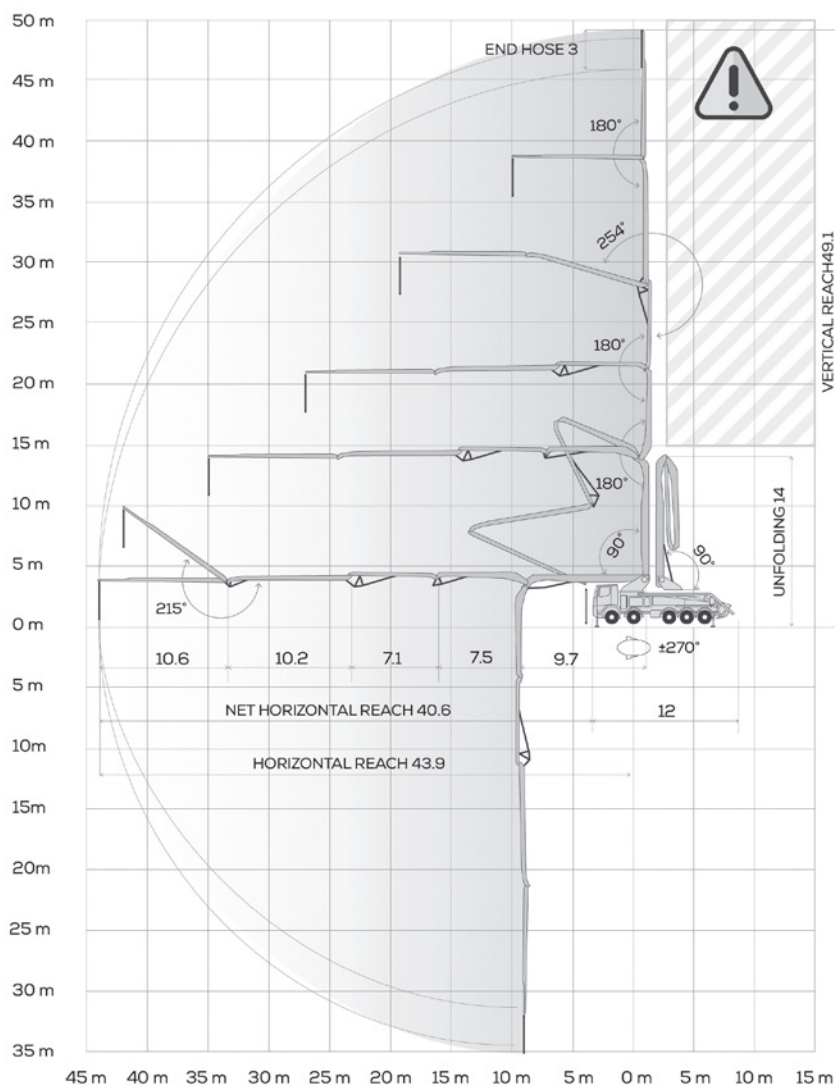 50 m
END HOSE 3
45 m
40 m
180°
35 m
254°
30 m
VERTICAL REACH49.1
25 m
180°
20 m
15 m
180°
10 m
90°
UNFOLDING 14
90°
5 m
215°
0 m
±270°
10.6
10.2
7.1
7.5
9.7
5 m
NET HORIZONTAL REACH 40.6
12
10m
HORIZONTAL REACH 43.9
15m
20m
25 m
30 m
35 m
45 m 40 m 35 m 30 m 25 m 20 m 15 m 10 m 5 m 0 m 5 m 10 m 15m